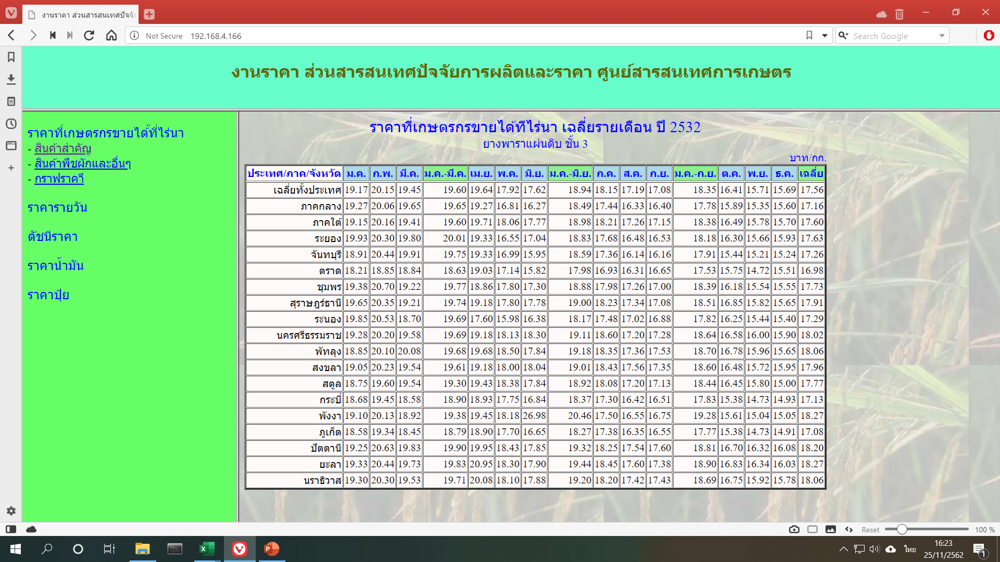 งานราคา ส่วนสารสนเทศปัจจั
Not Secure 192.168.4.166
Search Google
งานราคา ส่วนสารสนเทศปัจจัยการผลิตและราคา ศูนย์สารสนเทศการเกษตร
ราคาที่เกษตรกรขายได้ที่ไร่นา
- สินค้าสำคัญ
- สินค้าพืชผักและอื่นๆ
- กราฟราคาวี
ราคารายวัน
ดัชนีราคา
ราคาน้ำมัน
ราคาปุ๋ย
ราคาที่เกษตรกรขายได้ที่ไร่นา เฉลี่ยรายเดือน ปี 2532
ยางพาราแผ่นดิบ ชั้น 3
บาท/กก.
ประเทศ/ภาค/จังหวัด ม.ค. ก.พ. มี.ค. ม.ค.-มี.ค. เม.ย. พ.ค. มิ.ย. ม.ค.-มิ.ย. ก.ค. ส.ค. ก.ย. ม.ค.-ก.ย. ต.ค. พ.ย. ธ.ค. เฉลี่ย
เฉลี่ยทั้งประเทศ 19.17 20.15 19.45 19.60 19.64 17.92 17.62 18.94 18.15 17.19 17.08 18.35 16.41 15.71 15.69 17.56
ภาคกลาง 19.27 20.06 19.65 19.65 19.27 16.81 16.27 18.49 17.44 16.33 16.40 17.78 15.89 15.35 15.60 17.16
ภาคใต้ 19.15 20.16 19.41 19.60 19.71 18.06 17.77 18.98 18.21 17.26 17.15 18.38 16.49 15.78 15.70 17.60
ระยอง 19.93 20.30 19.80 20.01 19.33 16.55 17.04 18.83 17.68 16.48 16.53 18.18 16.30 15.66 15.93 17.63
จันทบุรี 18.91 20.44 19.91 19.75 19.33 16.99 15.95 18.59 17.36 16.14 16.16 17.91 15.44 15.21 15.24 17.26
ตราด 18.21 18.85 18.84 18.63 19.03 17.14 15.82 17.98 16.93 16.31 16.65 17.53 15.75 14.72 15.51 16.98
ชุมพร 19.38 20.70 19.22 19.77 18.86 17.80 17.30 18.88 17.98 17.26 17.00 18.39 16.18 15.54 15.55 17.73
สุราษฎร์ธานี 19.65 20.35 19.21 19.74 19.18 17.80 17.78 19.00 18.23 17.34 17.08 18.51 16.85 15.82 15.65 17.91
ระนอง 19.85 20.53 18.70 19.69 17.60 15.98 16.38 18.17 17.48 17.02 16.88 17.82 16.25 15.44 15.40 17.29
นครศรีธรรมราช 19.28 20.20 19.58 19.69 19.18 18.13 18.30 19.11 18.60 17.20 17.28 18.64 16.58 16.00 15.90 18.02
พัทลุง 18.85 20.10 20.08 19.68 19.68 18.50 17.84 19.18 18.35 17.36 17.53 18.70 16.78 15.96 15.65 18.06
สงขลา 19.05 20.23 19.54 19.61 19.18 18.00 18.04 19.01 18.43 17.56 17.35 18.60 16.48 15.72 15.95 17.96
สตูล 18.75 19.60 19.54 19.30 19.43 18.38 17.84 18.92 18.08 17.20 17.13 18.44 16.45 15.80 15.00 17.77
กระบี่ 18.68 19.45 18.58 18.90 18.93 17.75 16.84 18.37 17.30 16.42 16.51 17.83 15.38 14.73 14.93 17.13
พังงา 19.10 20.13 18.92 19.38 19.45 18.18 26.98 20.46 17.50 16.55 16.75 19.28 15.61 15.04 15.05 18.27
ภูเก็ต 18.58 19.34 18.45 18.79 18.90 17.70 16.65 18.27 17.38 16.35 16.55 17.77 15.38 14.73 14.91 17.08
ปัตตานี 19.25 20.63 19.83 19.90 19.95 18.43 17.85 19.32 18.25 17.54 17.60 18.81 16.70 16.32 16.08 18.20
ยะลา 19.33 20.44 19.73 19.83 20.95 18.30 17.90 19.44 18.45 17.60 17.38 18.90 16.83 16.34 16.03 18.27
นราธิวาส 19.30 20.30 19.53 19.71 20.08 18.10 17.88 19.20 18.20 17.42 17.43 18.69 16.75 15.92 15.78 18.06
Reset 100 %
ไทย
16:23
25/11/2562
1